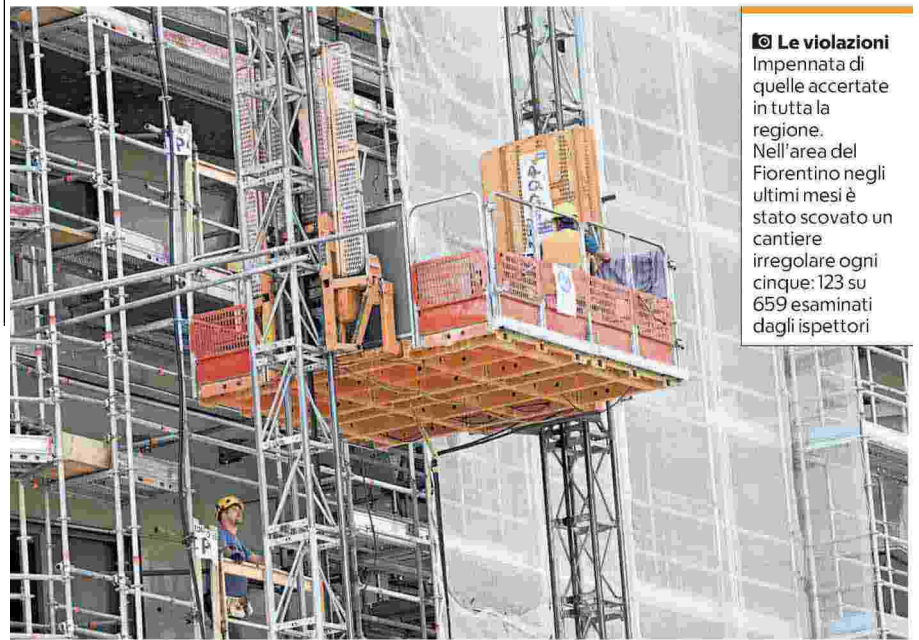 Le violazioni
Impennata di
quelle accertate
in tutta la
regione.
Nell'area del
Fiorentino negli
ultimi mesi è
stato scovato un
cantiere
irregolare ogni
cinque: 123 su
659 esaminati
dagli ispettori